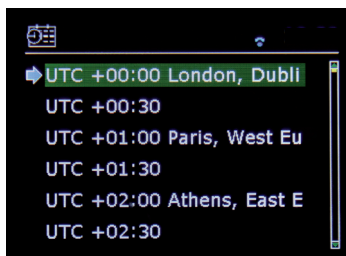 UTC +00:00 London, Dubli
UTC +00:30
UTC +01:00 Paris, West Eu
UTC +01:30
UTC +02:00 Athens, East E
UTC +02:30